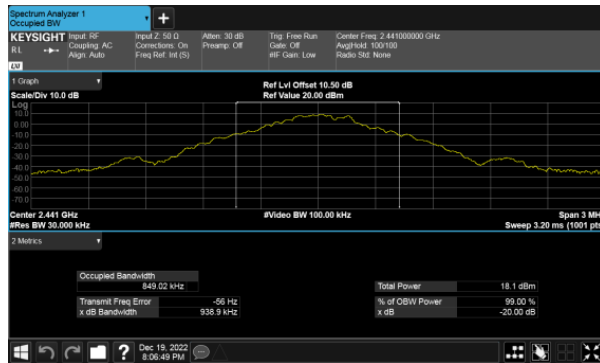 Spectrum Analyzer 1
Occupied BW
+
KEYSIGHT Input: RF Input Z: 50 Ω Atten: 30 dB Trig: Free Run Center Freq: 2.441000000 GHz
RL Coupling: AC Corrections: On Preamp: Off Gate: Off Avg|Hold: 100/100
Align: Auto Freq Ref: Int (S) #IF Gain: Low Radio Std: None
LXI
1 Graph
Ref Lvl Offset 10.50 dB
Scale/Div 10.0 dB Ref Value 20.00 dBm
Log
10.0
0.00
-10.0
-20.0
-30.0
-40.0
-50.0
-60.0
-70.0
Center 2.441 GHz #Video BW 100.00 kHz Span 3 MH
#Res BW 30.000 kHz Sweep 3.20 ms (1001 pts
2 Metrics
Occupied Bandwidth
849.02 kHz Total Power 18.1 dBm
Transmit Freq Error -56 Hz % of OBW Power 99.00 %
x dB Bandwidth 938.9 kHz x dB -20.00 dB
? Dec 19, 2022
8:06:49 PM